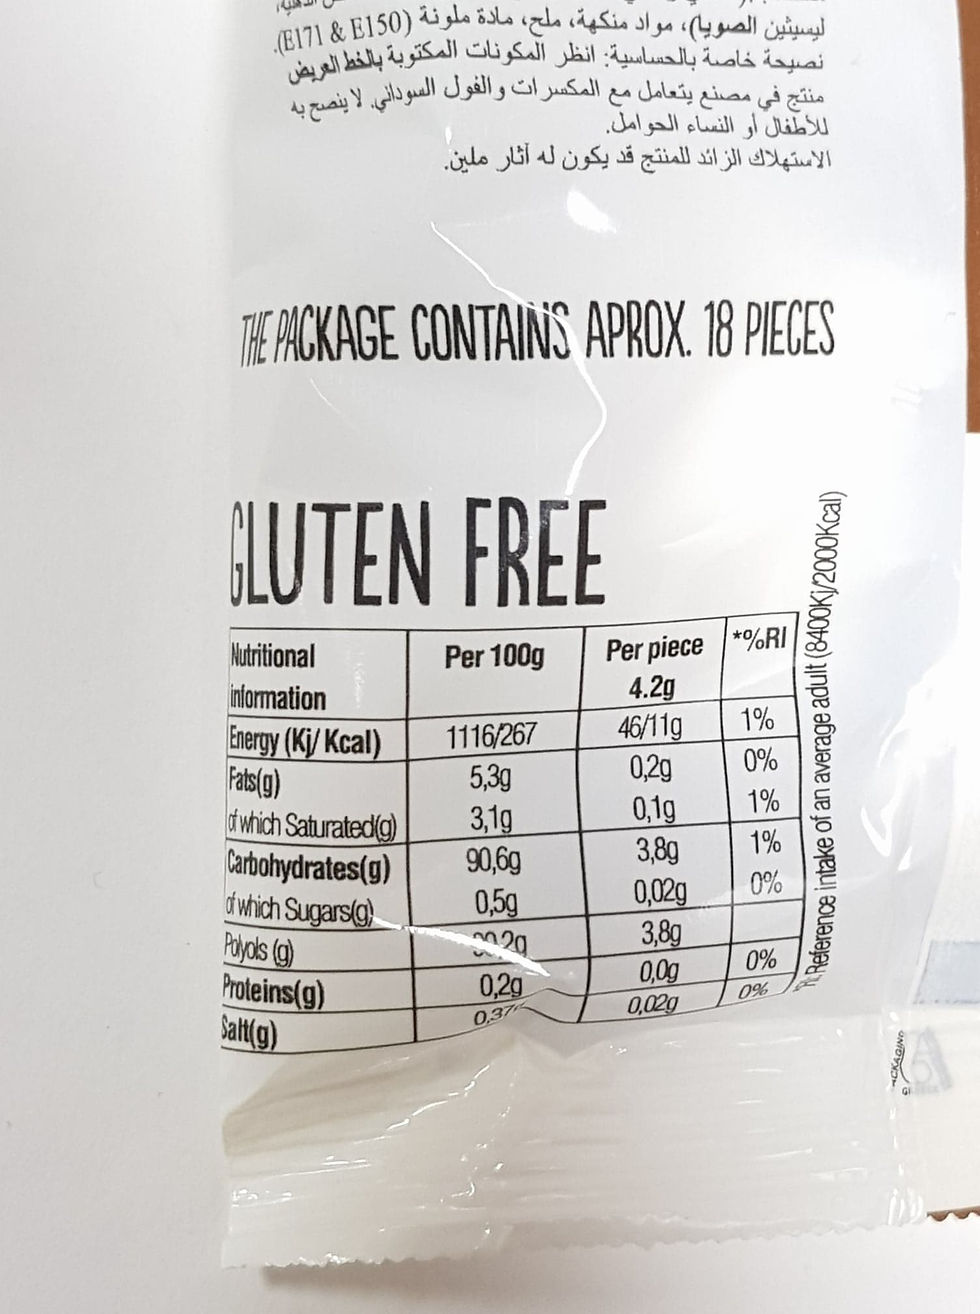 ليسيثين الصويا)، مواد منكهة، ملح، مادة ملونة (E171 & E150).
نصيحة خاصة بالحساسية: انظر المكونات المكتوبة بالخط العريض
منتج في مصنع يتعامل مع المكسرات والفول السوداني. لا ينصح به
للأطفال أو النساء الحوامل.
الاستهلاك الزائد للمنتج قد يكون له آثار ملين.
THE PACKAGE CONTAINS APROX. 18 PIECES
GLUTEN FREE
Nutritional information Per 100g Per piece 4.2g *%RI
Energy (Kj/Kcal) 1116/267 46/11g 1%
Fats(g) 5,3g 0,2g 0%
of which Saturated(g) 3,1g 0,1g 1%
Carbohydrates(g) 90,6g 3,8g 1%
of which Sugars(g) 0,5g 0,02g 0%
Polyols (g) 3,8g
Proteins(g) 0,2g 0,0g 0%
Salt(g) 0,02g 0%
Reference intake of an average adult (8400Kj/2000Kcal)